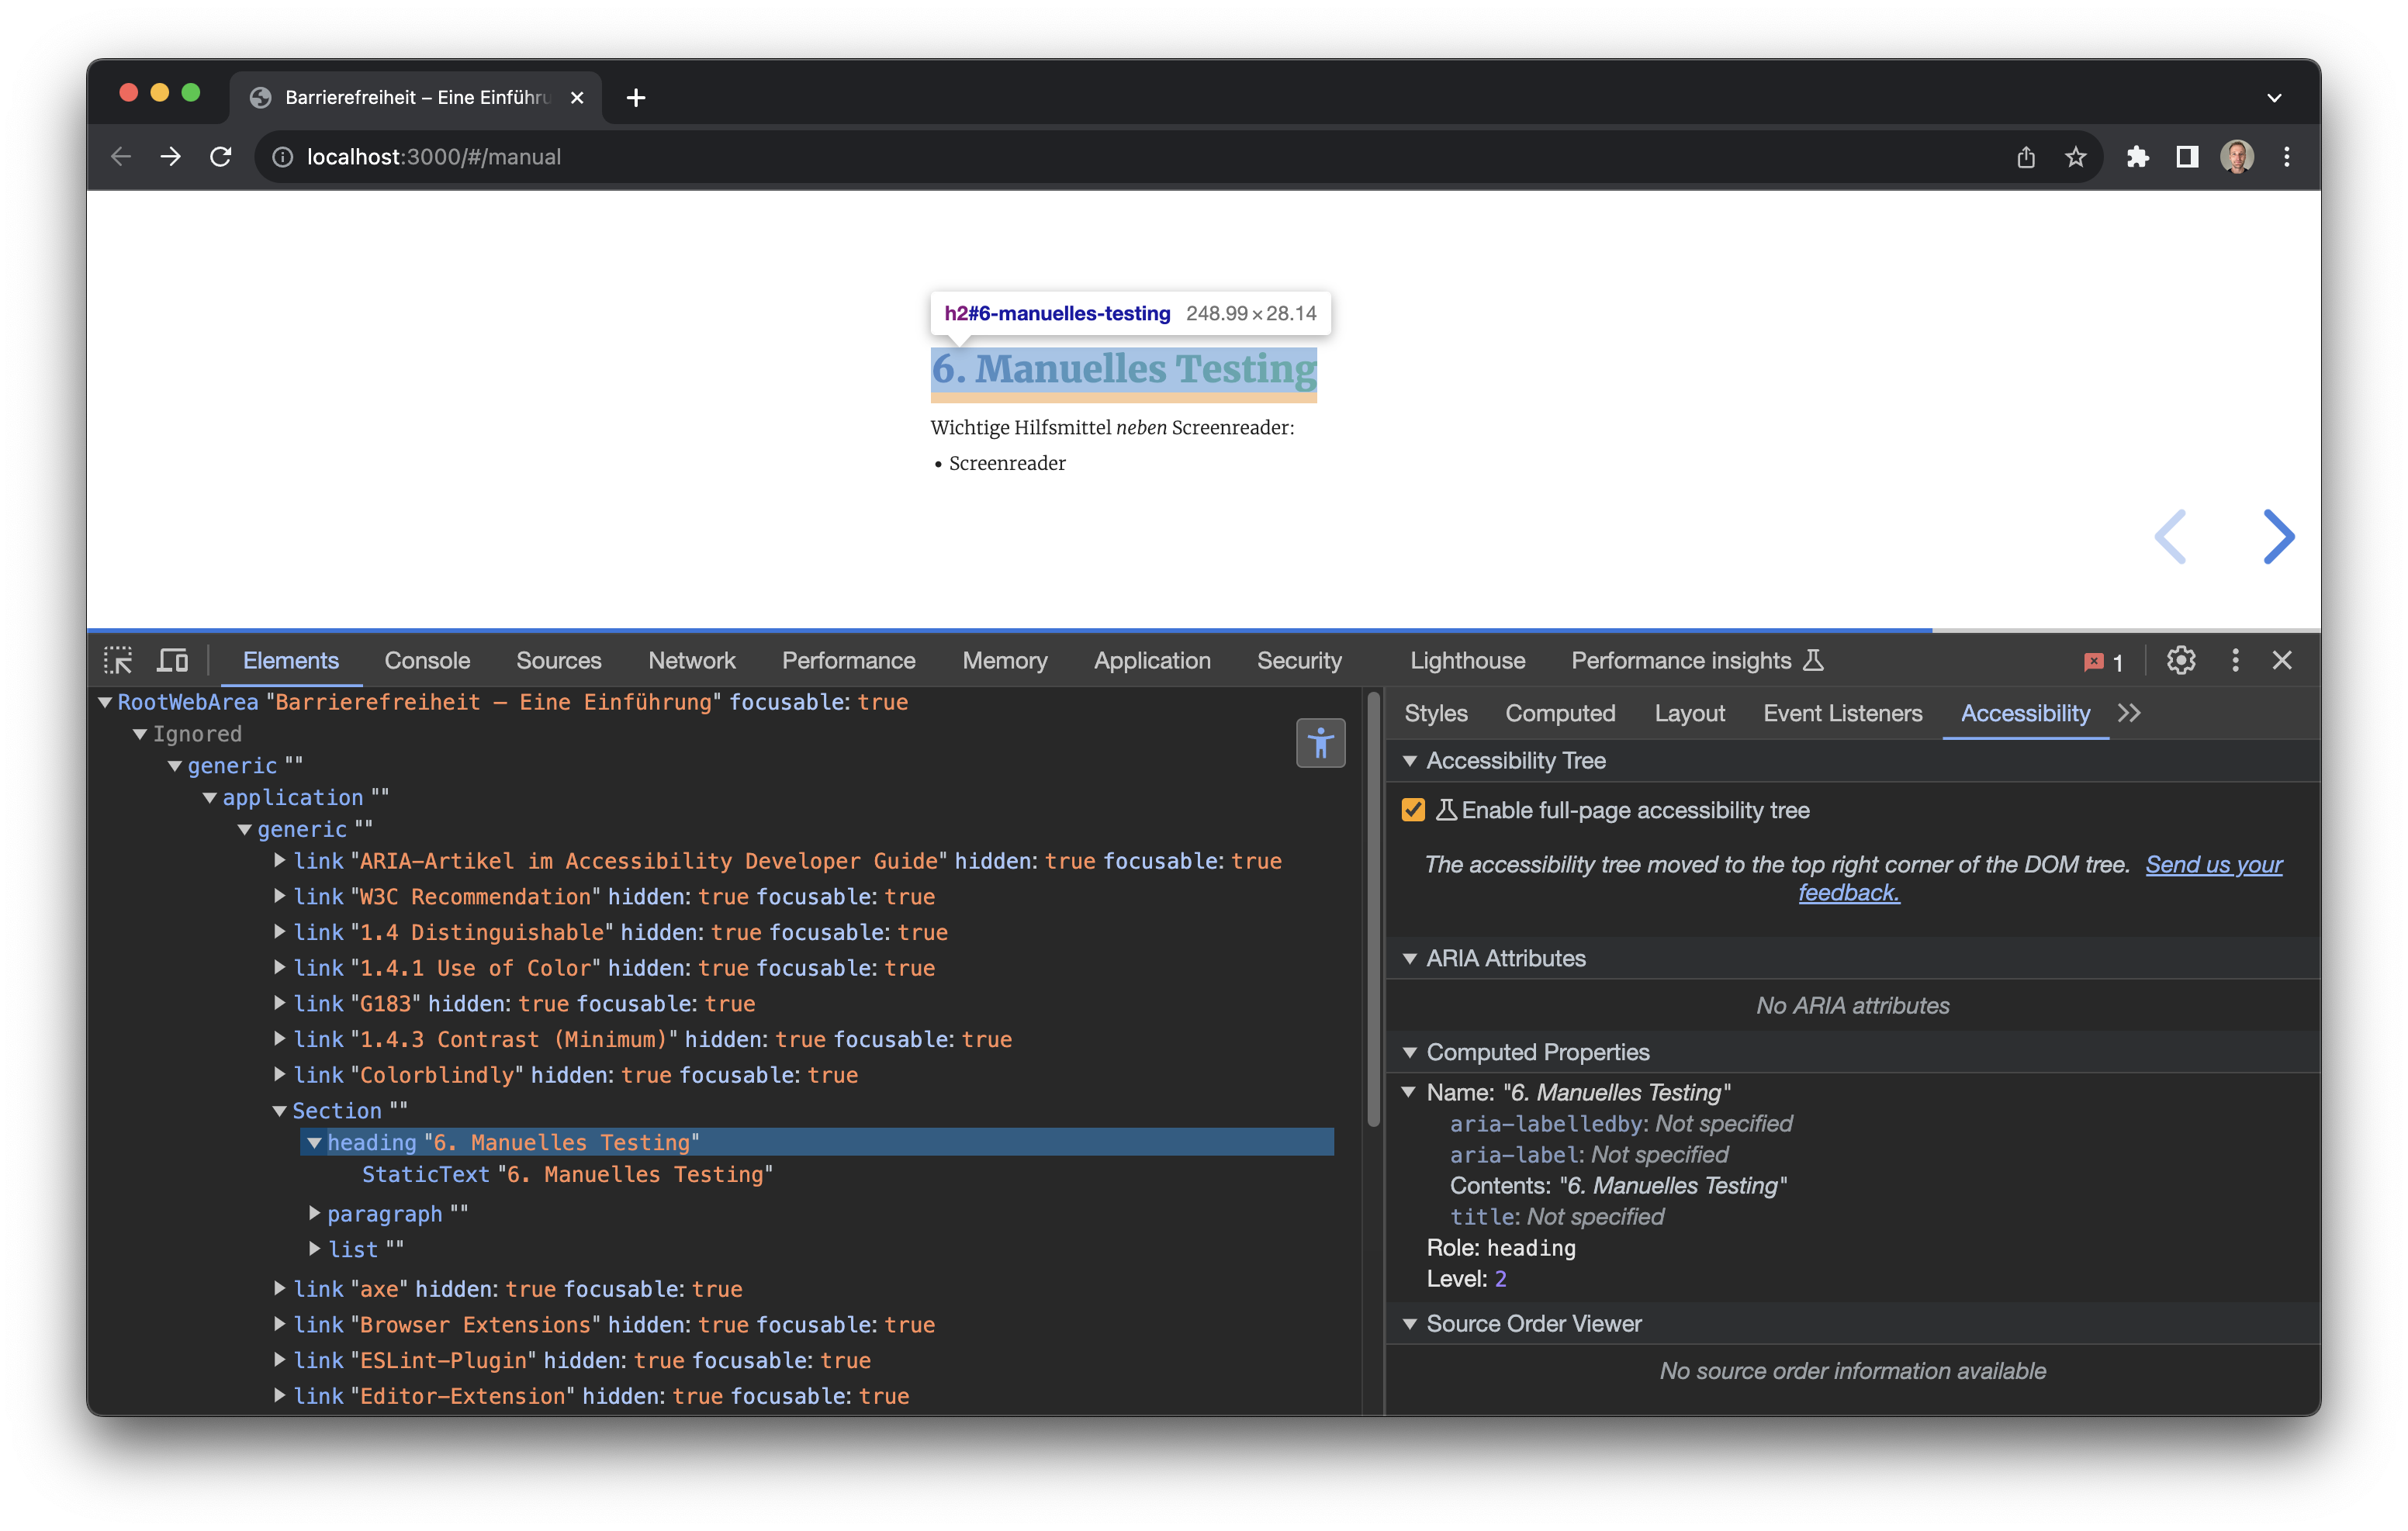 Barrierefreiheit – Eine Einführu
localhost:3000/#/manual
h2#6-manuelles-testing 248.99×28.14
6. Manuelles Testing
Wichtige Hilfsmittel neben Screenreader:
• Screenreader
Elements Console Sources Network Performance Memory Application Security Lighthouse Performance insights 1
RootWebArea "Barrierefreiheit – Eine Einführung" focusable: true
Ignored
generic ""
application ""
generic ""
link "ARIA-Artikel im Accessibility Developer Guide" hidden: true focusable: true
link "W3C Recommendation" hidden: true focusable: true
link "1.4 Distinguishable" hidden: true focusable: true
link "1.4.1 Use of Color" hidden: true focusable: true
link "G183" hidden: true focusable: true
link "1.4.3 Contrast (Minimum)" hidden: true focusable: true
link "Colorblindly" hidden: true focusable: true
Section ""
heading "6. Manuelles Testing"
StaticText "6. Manuelles Testing"
paragraph ""
list ""
link "axe" hidden: true focusable: true
link "Browser Extensions" hidden: true focusable: true
link "ESLint-Plugin" hidden: true focusable: true
link "Editor-Extension" hidden: true focusable: true
Styles Computed Layout Event Listeners Accessibility
Accessibility Tree
Enable full-page accessibility tree
The accessibility tree moved to the top right corner of the DOM tree. Send us your
feedback.
ARIA Attributes
No ARIA attributes
Computed Properties
Name: "6. Manuelles Testing"
aria-labelledby: Not specified
aria-label: Not specified
Contents: "6. Manuelles Testing"
title: Not specified
Role: heading
Level: 2
Source Order Viewer
No source order information available